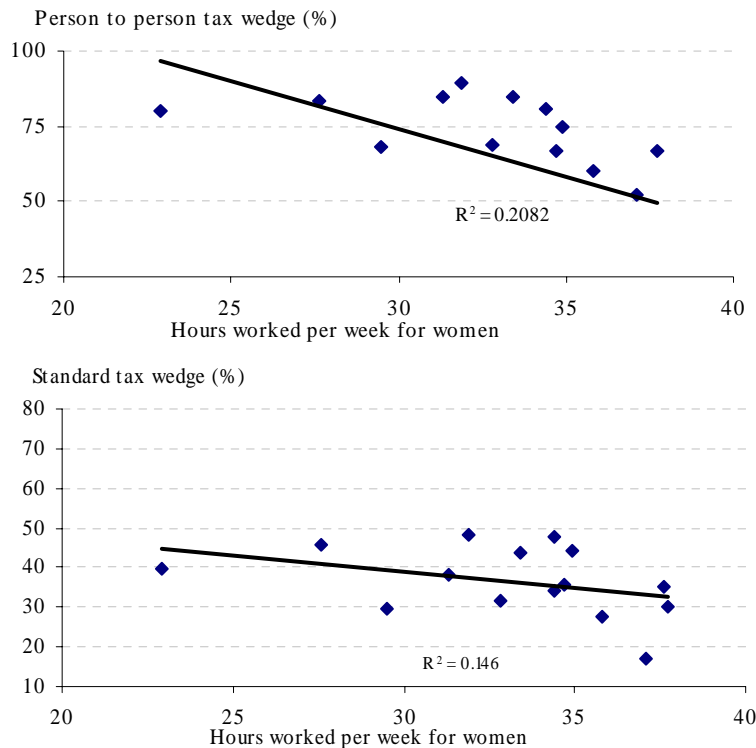 Person to person tax wedge (%)
100
75
50
25
R² = 0.2082
20 25 30 35 40
Hours worked per week for women
Standard tax wedge (%)
80
70
60
50
40
30
20
10
R² = 0.146
20 25 30 35 40
Hours worked per week for women